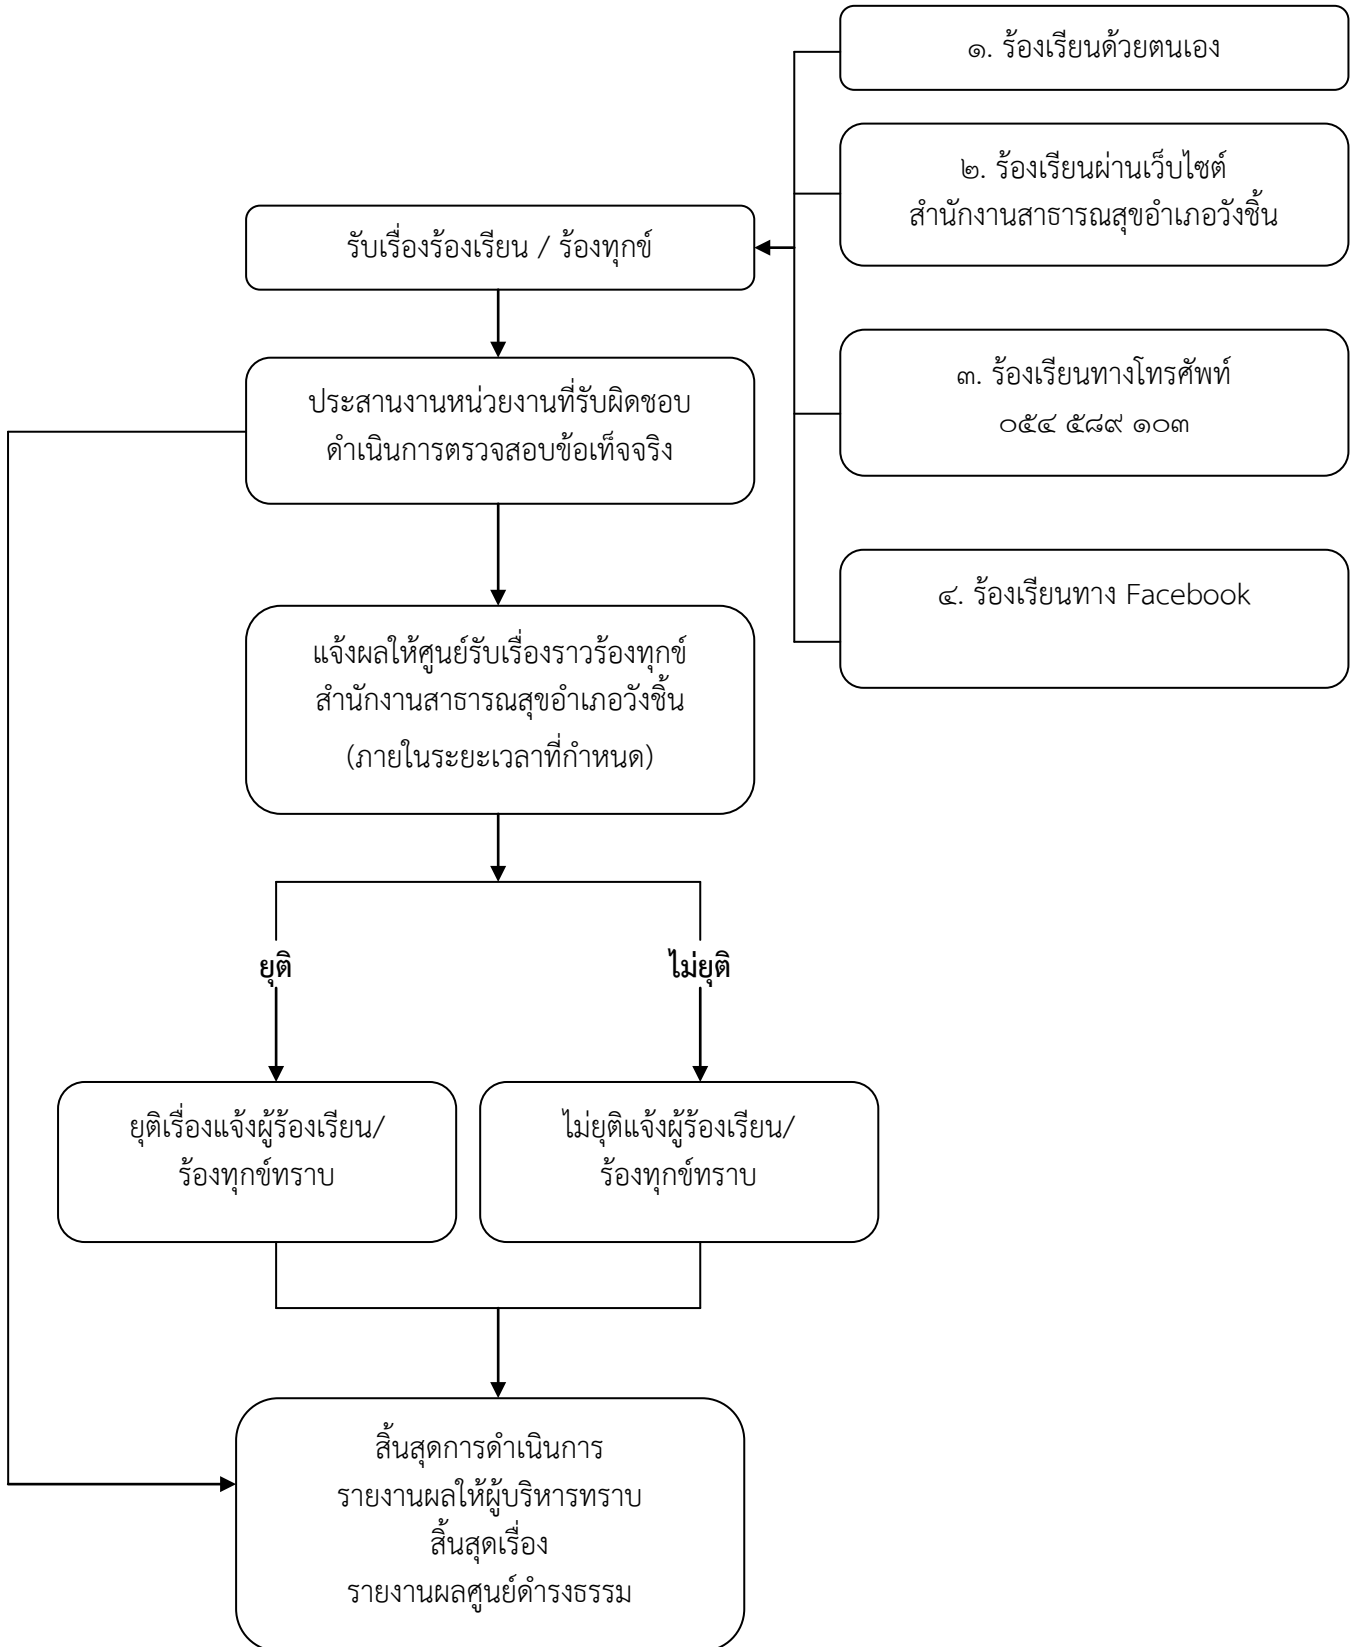 ๑. ร้องเรียนด้วยตนเอง
๒. ร้องเรียนผ่านเว็บไซต์
สำนักงานสาธารณสุขอำเภอวังชิ้น
รับเรื่องร้องเรียน / ร้องทุกข์
๓. ร้องเรียนทางโทรศัพท์
๐๕๔ ๕๘๙ ๑๐๓
ประสานงานหน่วยงานที่รับผิดชอบ
ดำเนินการตรวจสอบข้อเท็จจริง
๔. ร้องเรียนทาง Facebook
แจ้งผลให้ศูนย์รับเรื่องราวร้องทุกข์
สำนักงานสาธารณสุขอำเภอวังชิ้น
(ภายในระยะเวลาที่กำหนด)
ยุติ
ไม่ยุติ
ยุติเรื่องแจ้งผู้ร้องเรียน/
ร้องทุกข์ทราบ
ไม่ยุติแจ้งผู้ร้องเรียน/
ร้องทุกข์ทราบ
สิ้นสุดการดำเนินการ
รายงานผลให้ผู้บริหารทราบ
สิ้นสุดเรื่อง
รายงานผลศูนย์ดำรงธรรม